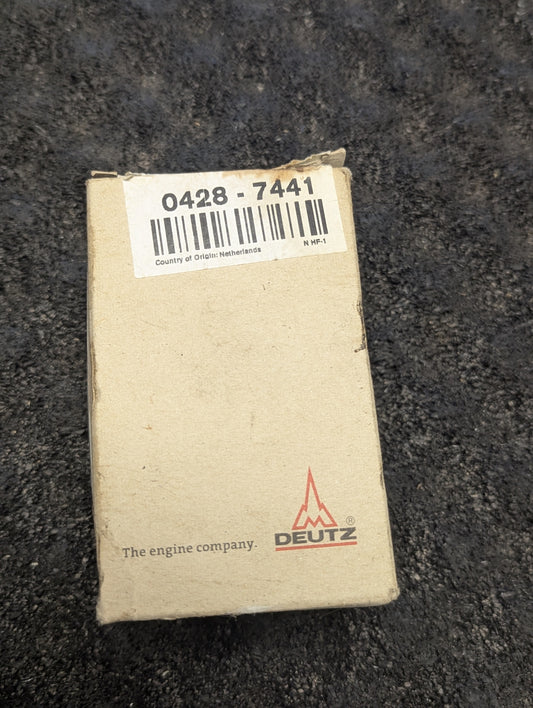 0428 - 7441
Country of Origin: Netherlands N HF-1
The engine company.
DEUTZ ®